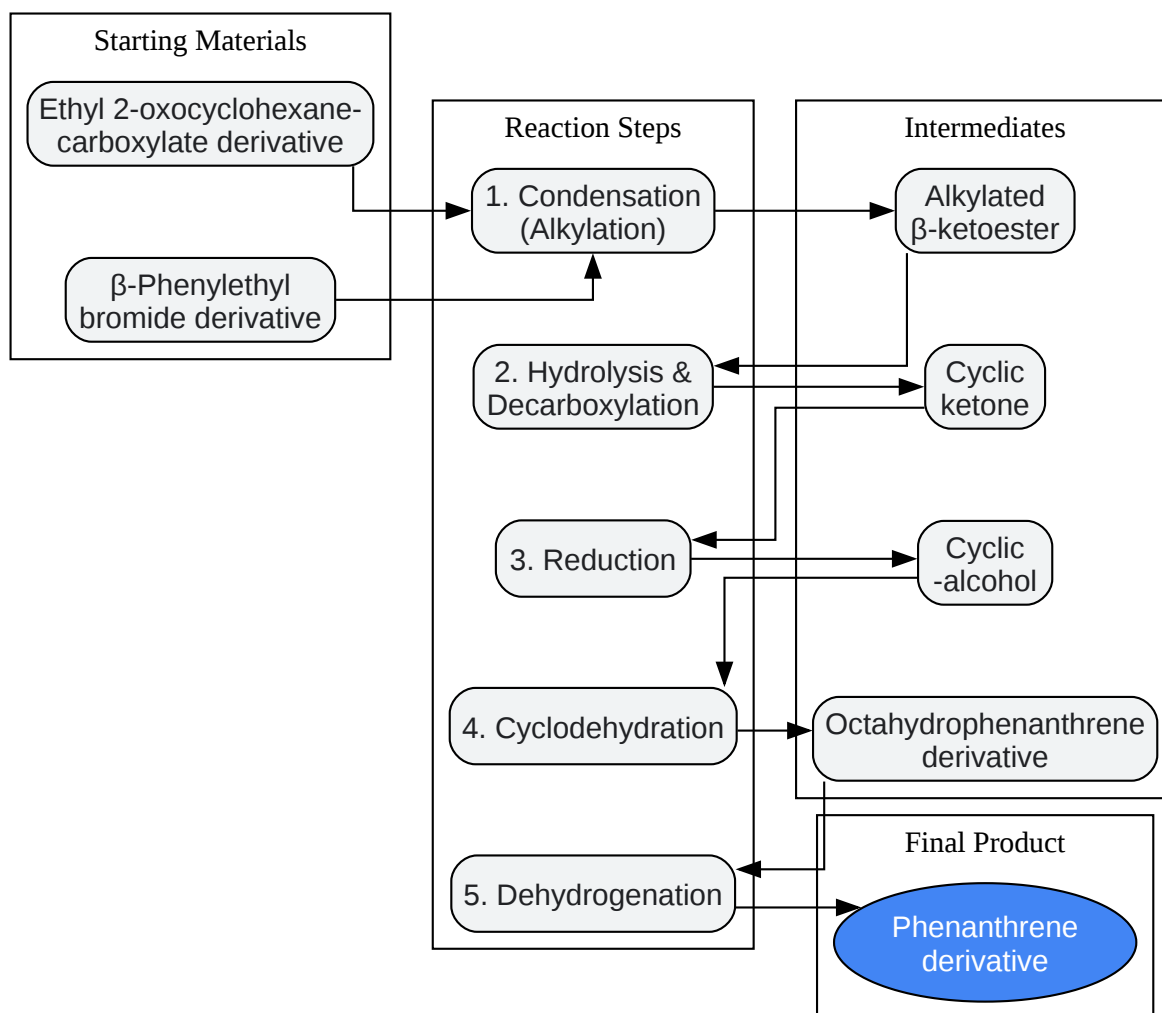 Starting Materials
Ethyl 2-oxocyclohexane-
carboxylate derivative
β-Phenylethyl
bromide derivative
Reaction Steps
1. Condensation
(Alkylation)
2. Hydrolysis &
Decarboxylation
3. Reduction
4. Cyclodehydration
5. Dehydrogenation
Intermediates
Alkylated
β-ketoester
Cyclic
ketone
Cyclic
-alcohol
Octahydrophenanthrene
derivative
Final Product
Phenanthrene
derivative